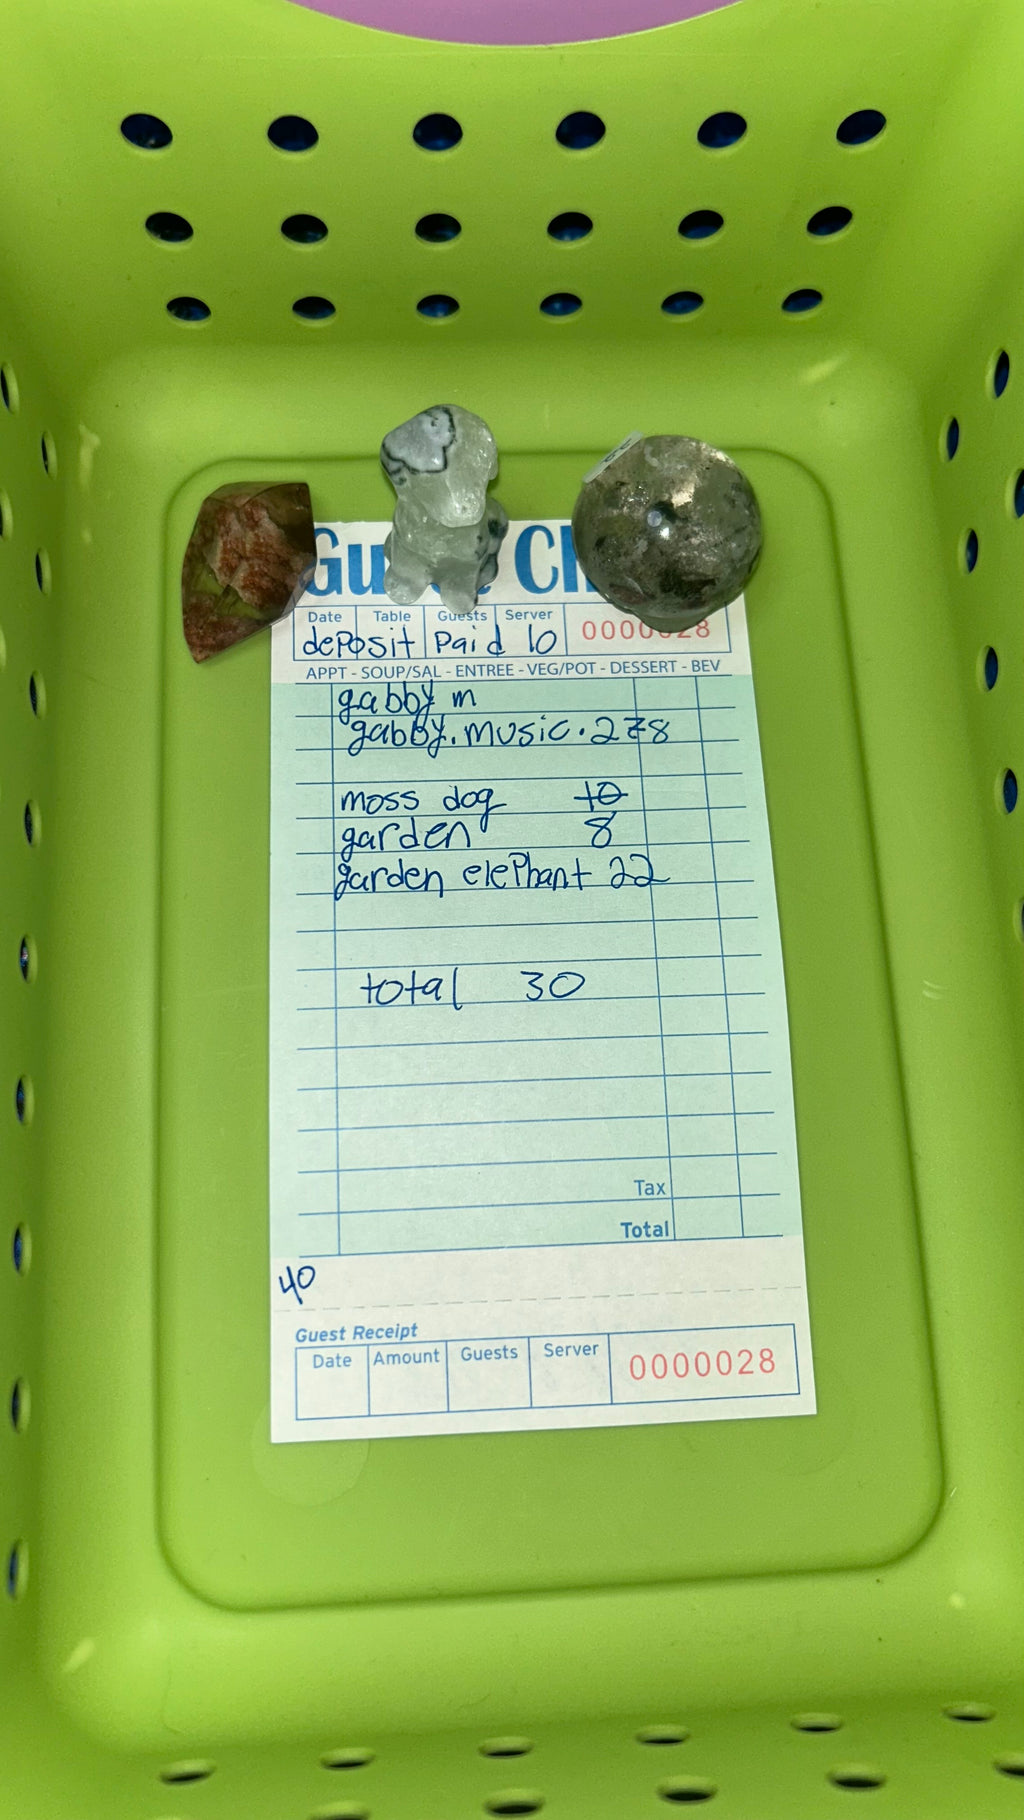 Gu
Ch
Date Table Guests Server
deposit Paid 10
0000028
APPT - SOUP/SAL - ENTREE - VEG/POT - DESSERT - BEV
gabby m
gabby.music.278
moss dog 10
garden 8
garden elephant 22
total 30
Tax
Total
40
Guest Receipt
Date Amount Guests Server
0000028